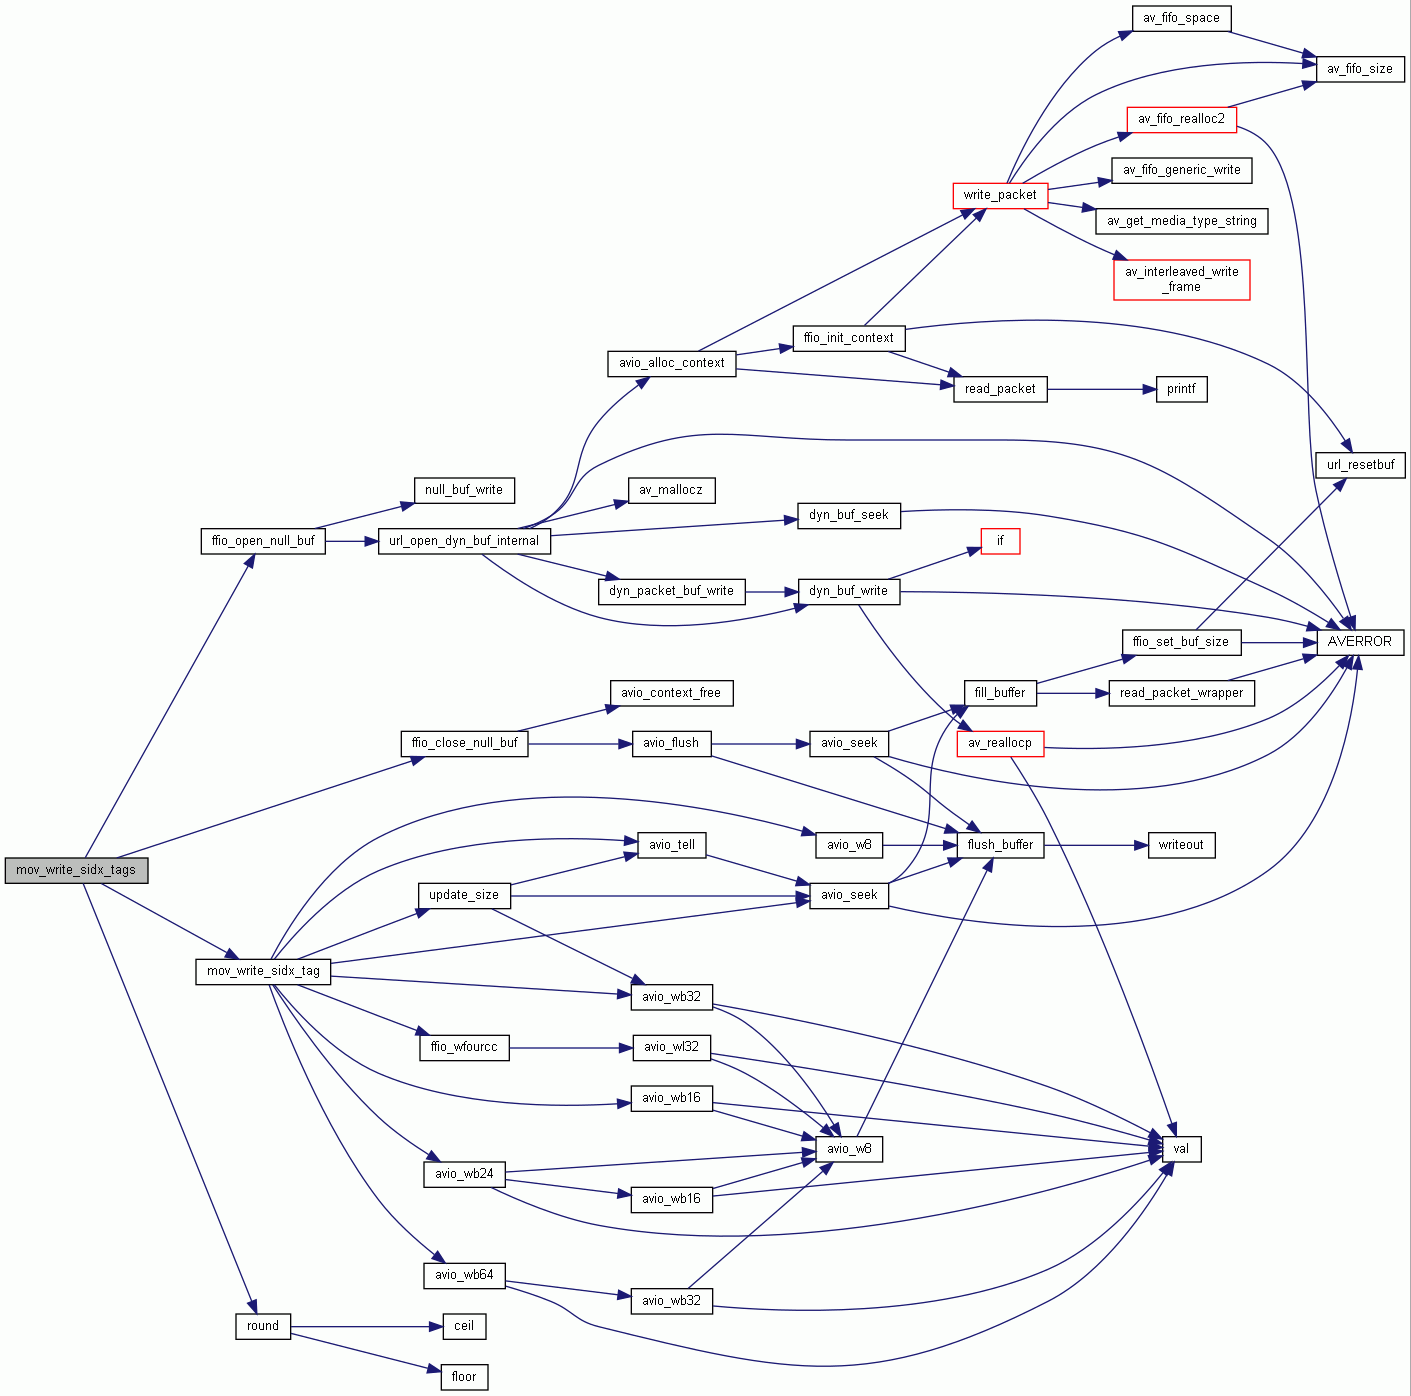 av_fifo_space
av_fifo_size
av_fifo_realloc2
av_fifo_generic_write
write_packet
av_get_media_type_string
av_interleaved_write
_frame
ffio_init_context
avio_alloc_context
read_packet
printf
url_resetbuf
null_buf_write
av_mallocz
dyn_buf_seek
ffio_open_null_buf
url_open_dyn_buf_internal
if
dyn_packet_buf_write
dyn_buf_write
ffio_set_buf_size
AVERROR
avio_context_free
fill_buffer
read_packet_wrapper
ffio_close_null_buf
avio_flush
avio_seek
av_reallocp
avio_tell
avio_w8
flush_buffer
writeout
mov_write_sidx_tags
update_size
avio_seek
mov_write_sidx_tag
avio_wb32
ffio_wfourcc
avio_wl32
avio_wb16
avio_w8
val
avio_wb24
avio_wb16
avio_wb64
avio_wb32
round
ceil
floor